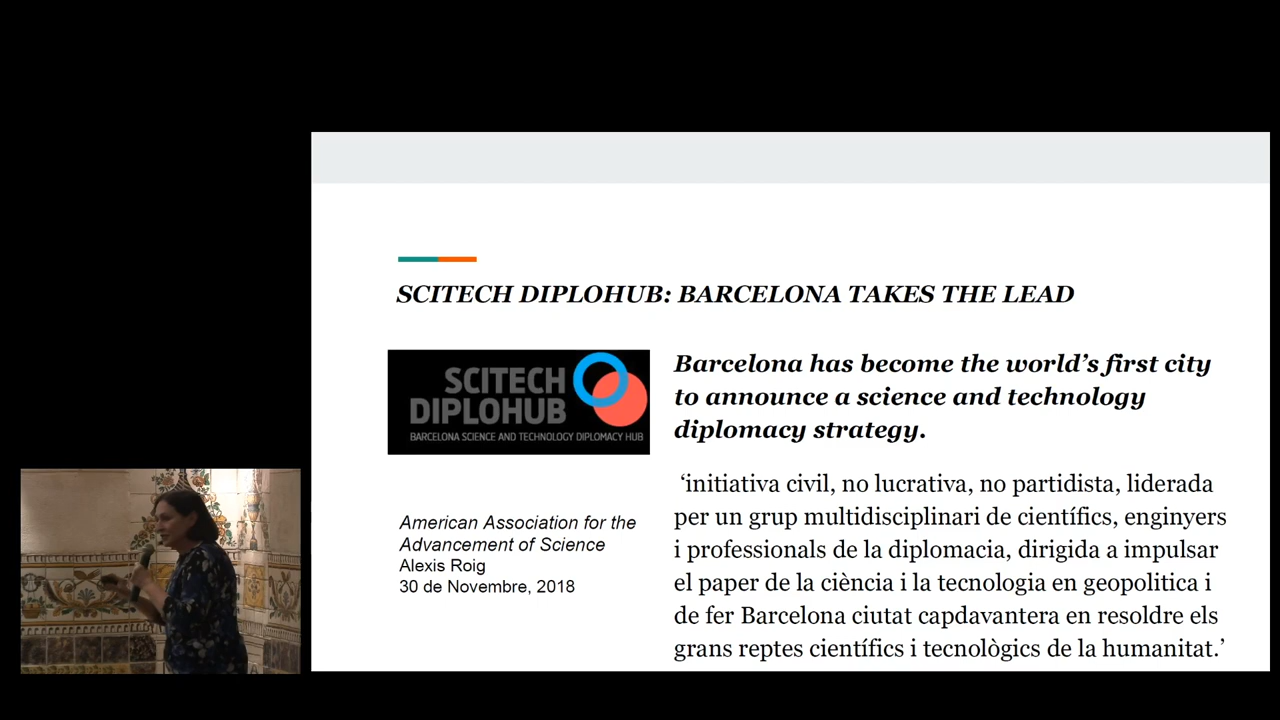 SCITECH DIPLOHUB: BARCELONA TAKES THE LEAD
SCITECH
DIPLOHUB
BARCELONA SCIENCE AND TECHNOLOGY DIPLOMACY HUB
American Association for the
Advancement of Science
Alexis Roig
30 de Novembre, 2018
Barcelona has become the world’s first city
to announce a science and technology
diplomacy strategy.
‘initiativa civil, no lucrativa, no partidista, liderada
per un grup multidisciplinari de científics, enginyers
i professionals de la diplomacia, dirigida a impulsar
el paper de la ciència i la tecnologia en geopolitica i
de fer Barcelona ciutat capdavantera en resoldre els
grans reptes científics i tecnològics de la humanitat.’